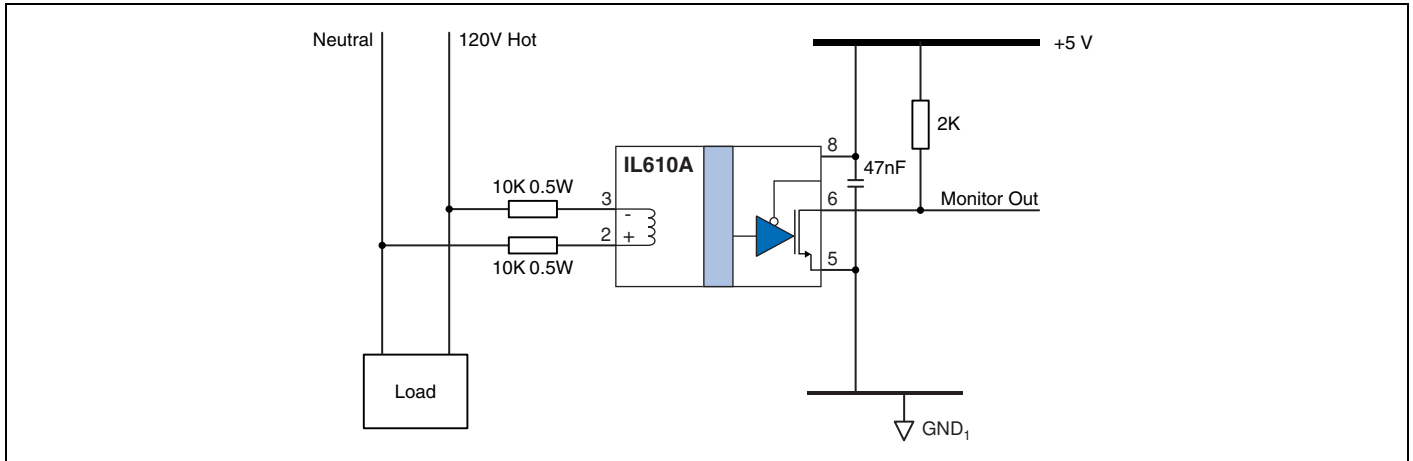 Neutral
120V Hot
+5 V
2K
8
IL610A
47nF
10K 0.5W
3
-
6
Monitor Out
2
+
10K 0.5W
5
Load
GND1